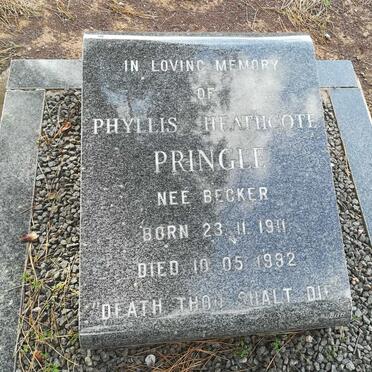 IN LOVING MEMORY
OF
PHYLLIS HEATHCOTE
PRINGLE
NEE BECKER
BORN 23.11.1911
DIED 10.05.1992
"DEATH THOU SHALT DIE"